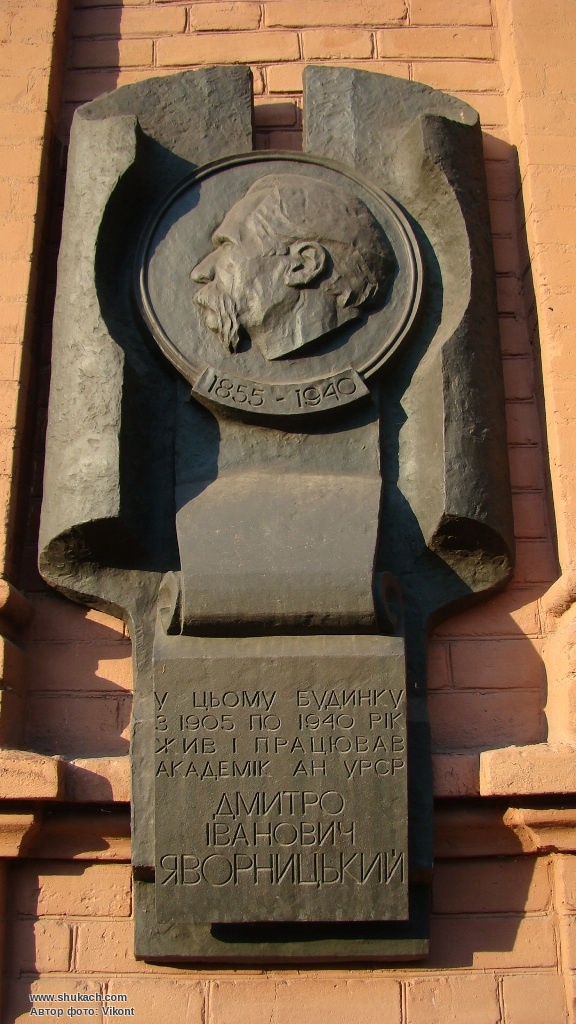 1855 - 1940
У ЦЬОМУ БУДИНКУ
З 1905 ПО 1940 РІК
ЖИВ І ПРАЦЮВАВ
АКАДЕМІК АН УРСР
ДМИТРО
ІВАНОВИЧ
ЯВОРНИЦЬКИЙ
www.shukach.com
Автор фото: Vikont